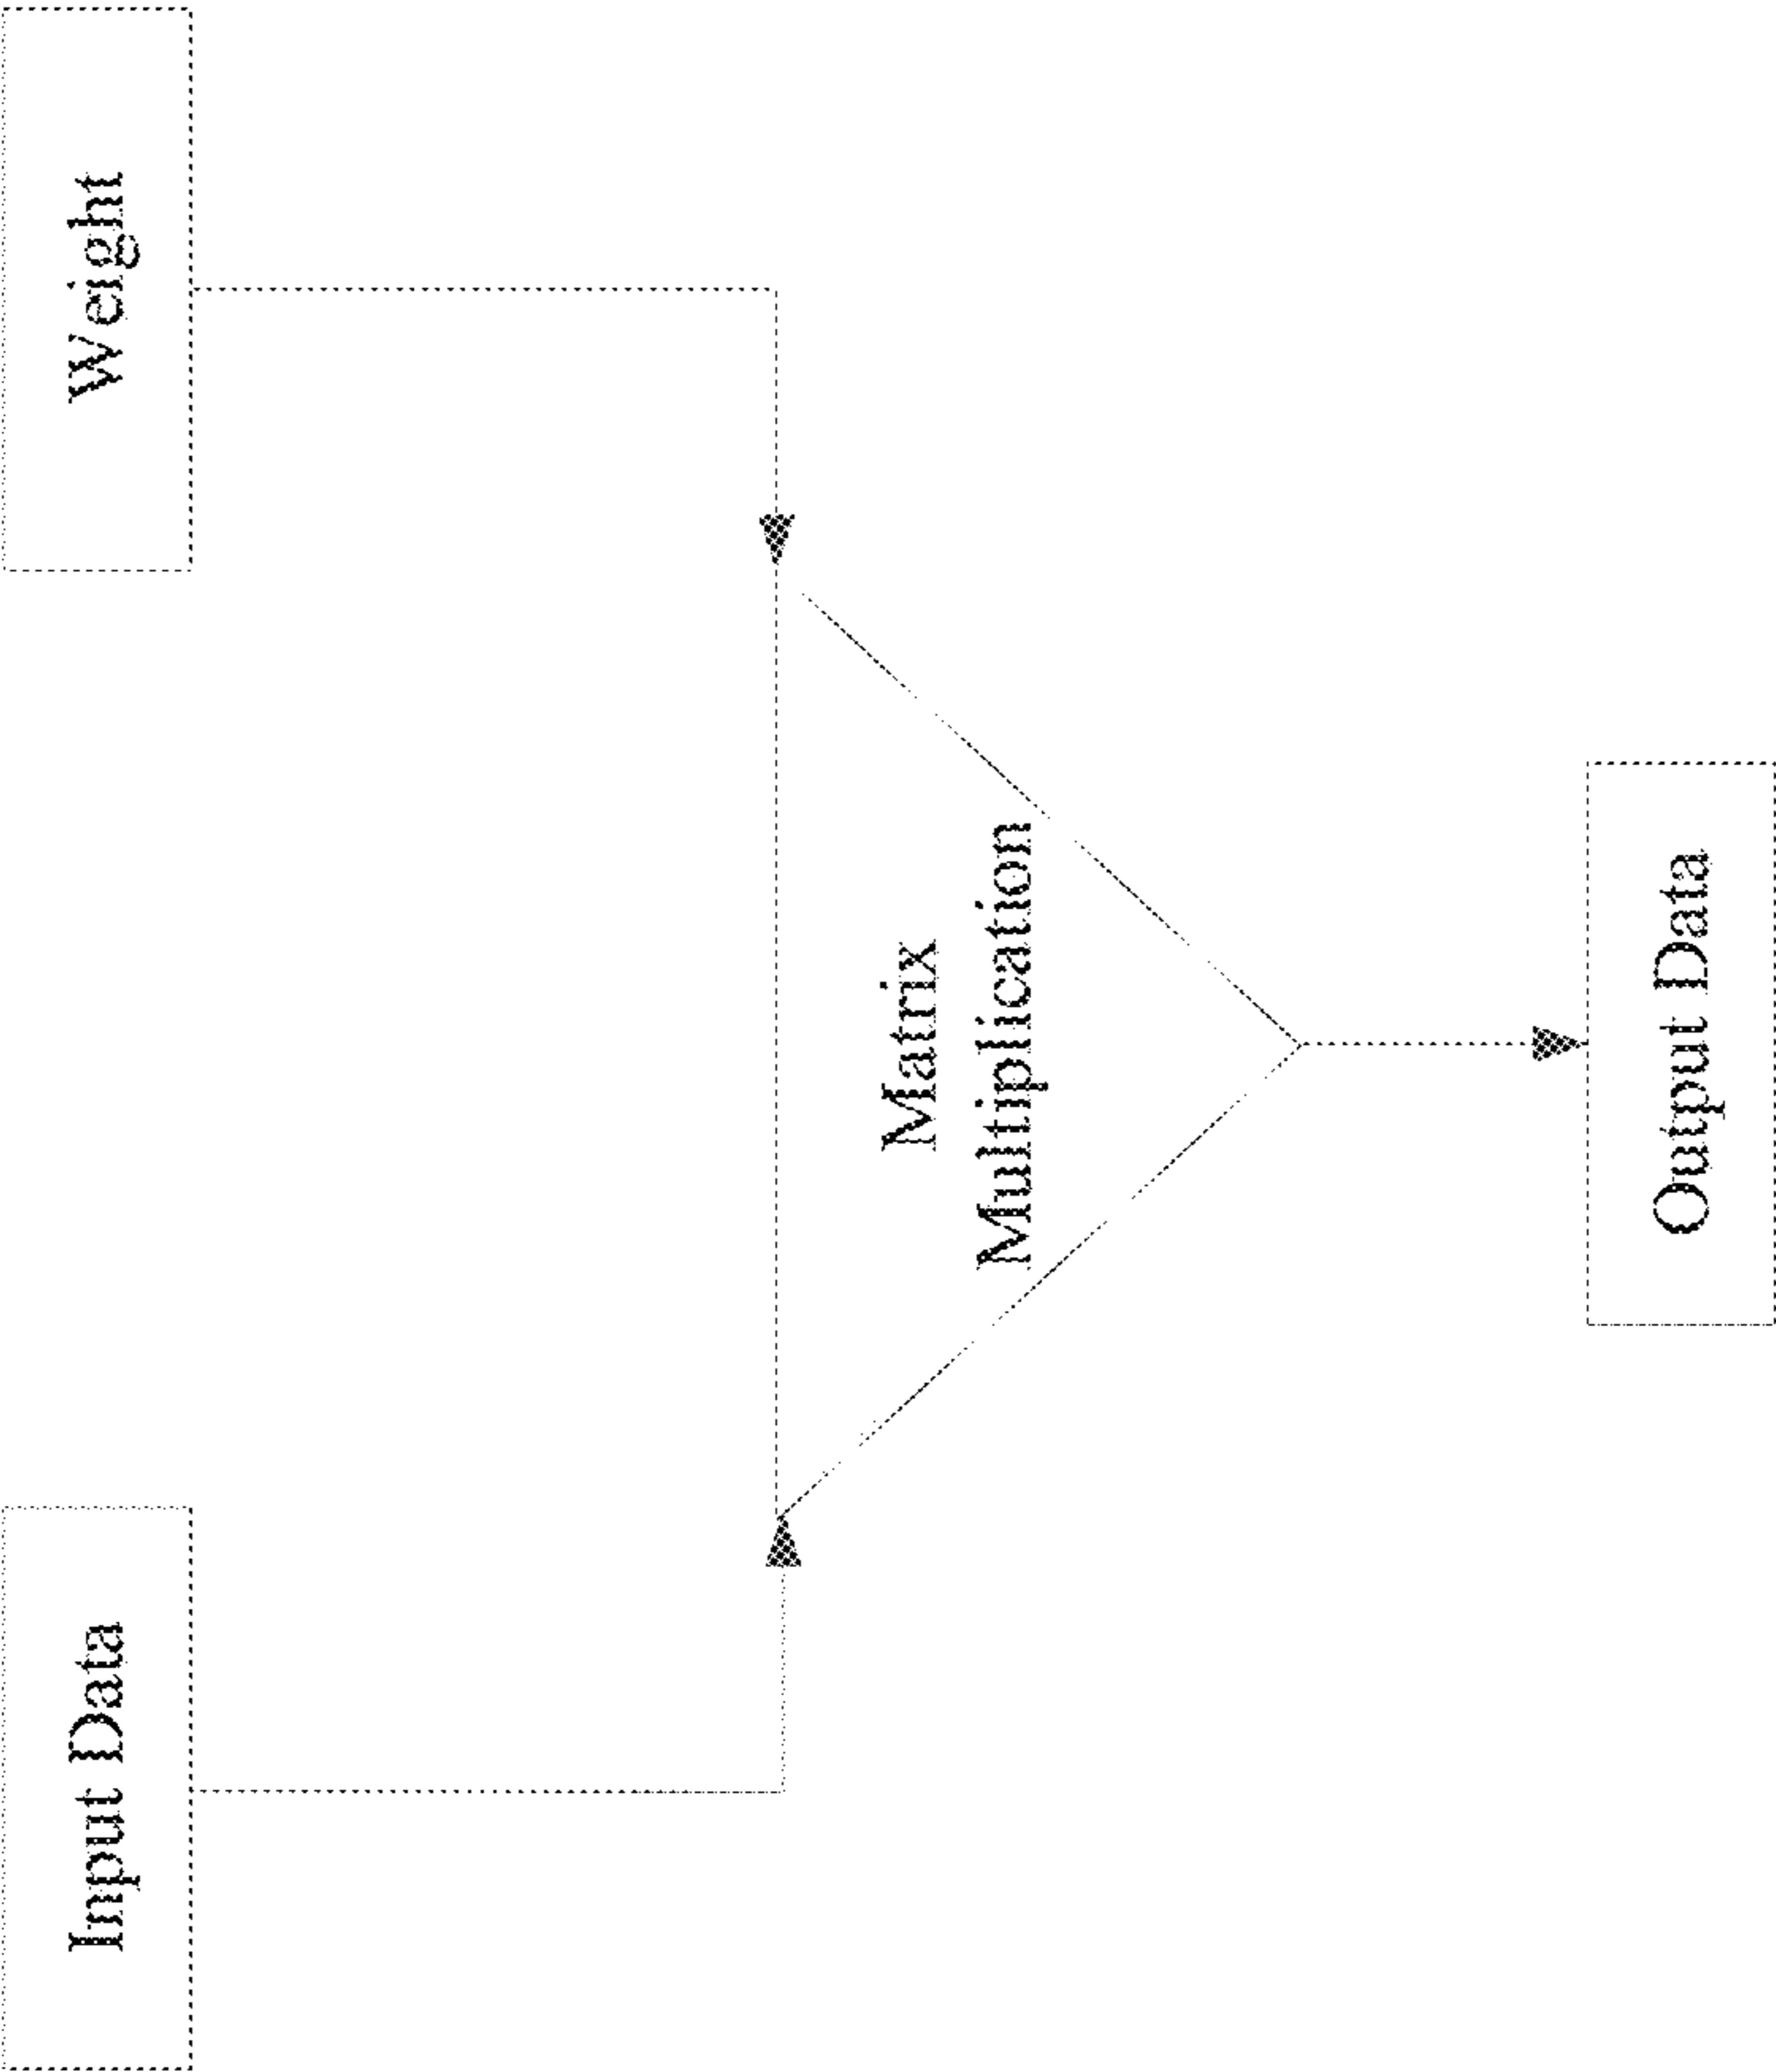 Input Data
Weight
Matrix
Multiplication
Output Data